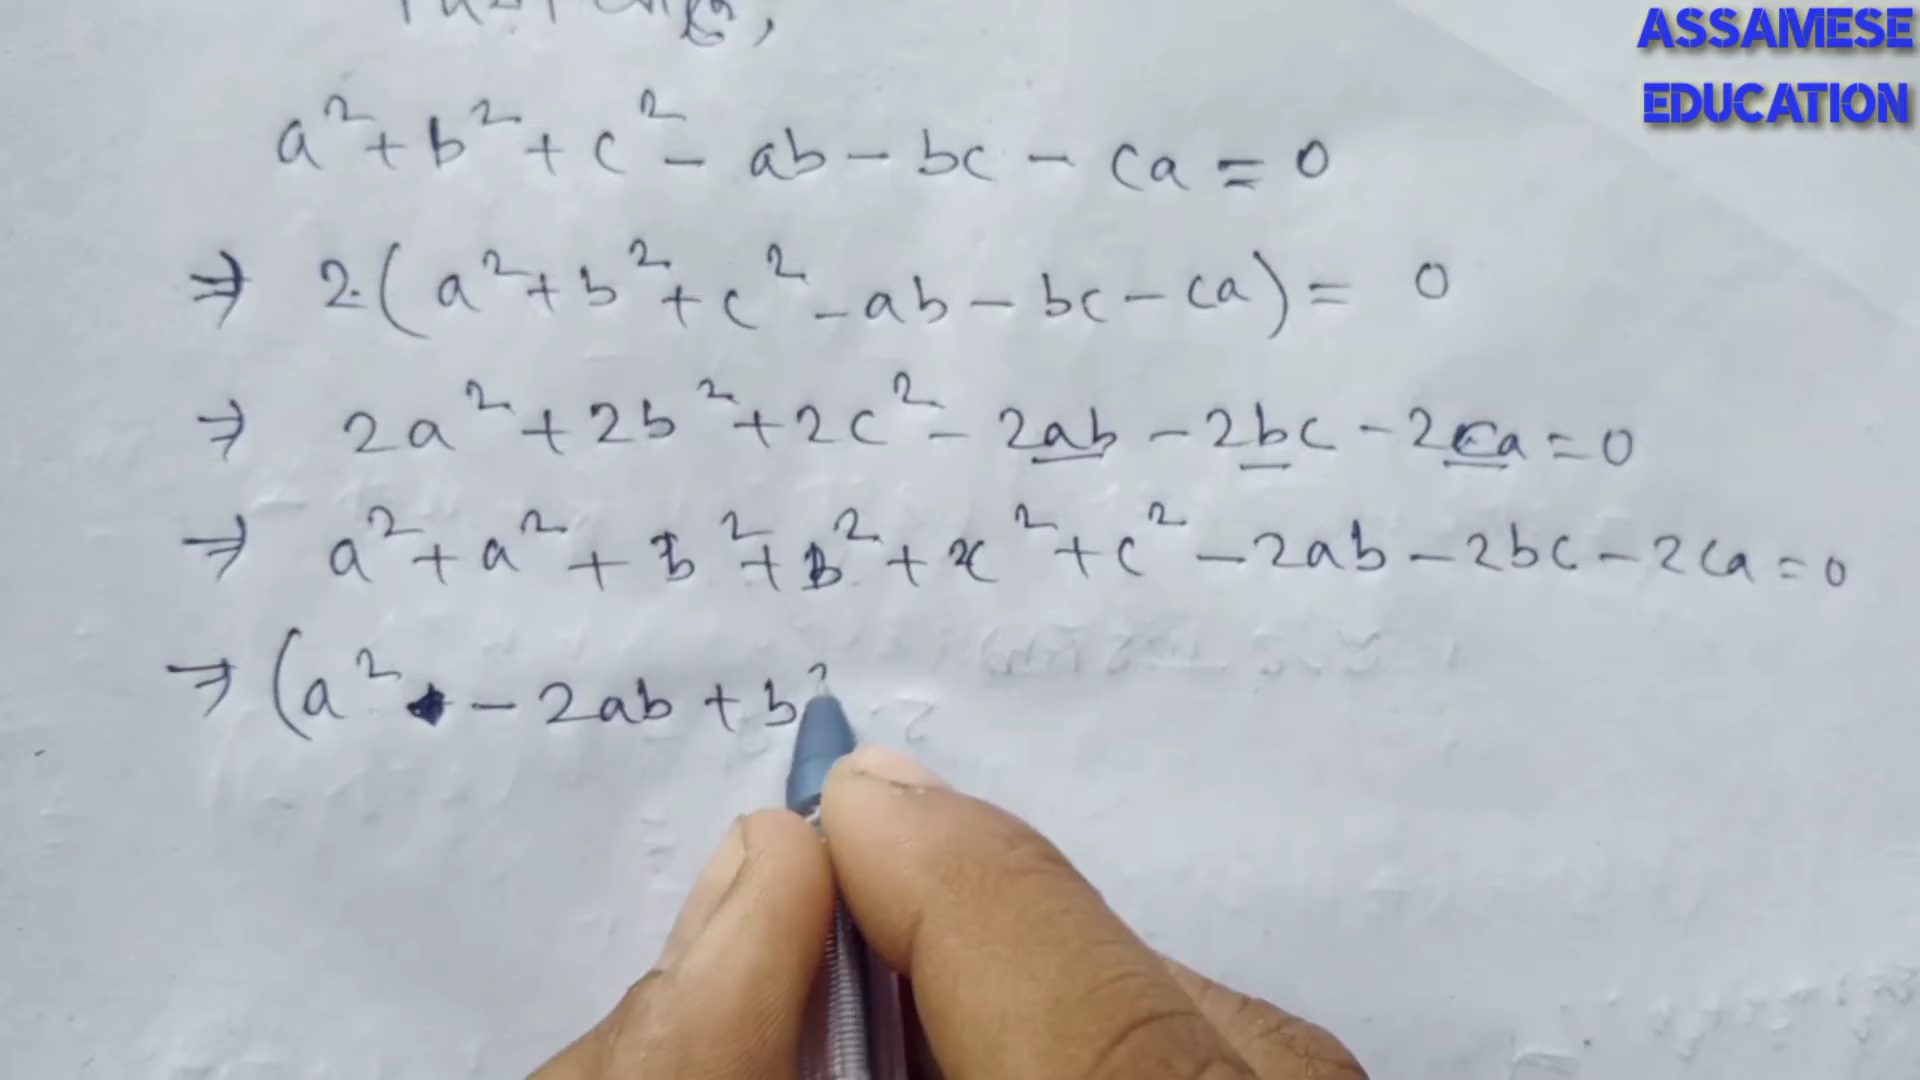 ASSAMESE
EDUCATION
a² + b² + c² - ab - bc - ca = 0
⇒ 2(a² + b² + c² - ab - bc - ca) = 0
⇒ 2a² + 2b² + 2c² - 2ab - 2bc - 2ca = 0
⇒ a² + a² + b² + b² + c² + c² - 2ab - 2bc - 2ca = 0
⇒ (a² - 2ab + b²